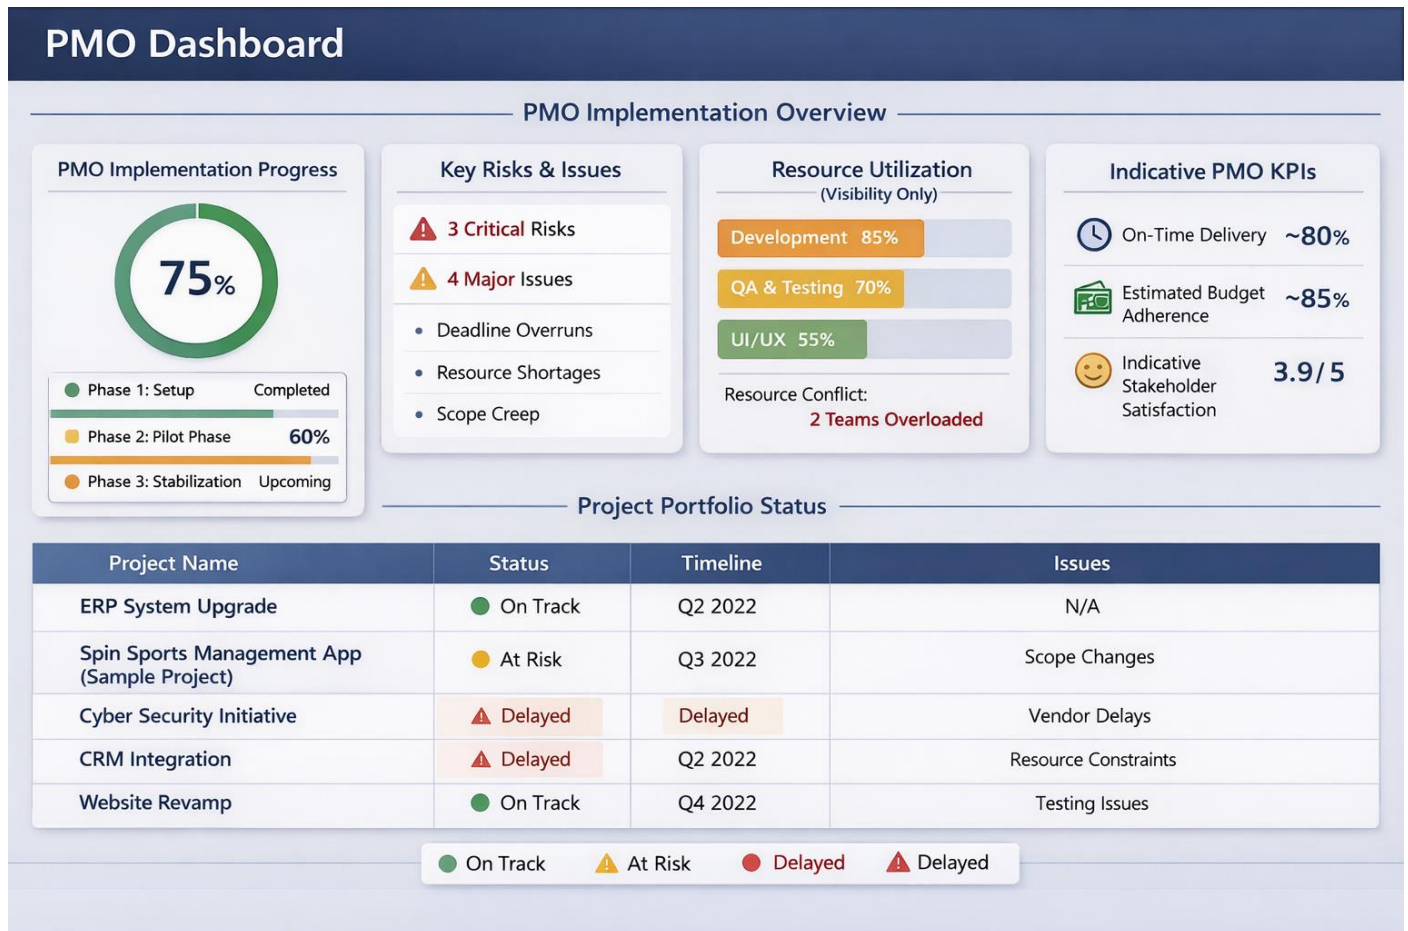 PMO Dashboard
PMO Implementation Overview
PMO Implementation Progress
75%
Phase 1: Setup Completed
Phase 2: Pilot Phase 60%
Phase 3: Stabilization Upcoming
Key Risks & Issues
3 Critical Risks
4 Major Issues
• Deadline Overruns
• Resource Shortages
• Scope Creep
Resource Utilization
(Visibility Only)
Development 85%
QA & Testing 70%
UI/UX 55%
Resource Conflict:
2 Teams Overloaded
Indicative PMO KPIs
On-Time Delivery ~80%
Estimated Budget
Adherence ~85%
Indicative
Stakeholder
Satisfaction
3.9/5
Project Portfolio Status
Project Name Status Timeline Issues
ERP System Upgrade On Track Q2 2022 N/A
Spin Sports Management App
(Sample Project) At Risk Q3 2022 Scope Changes
Cyber Security Initiative Delayed Delayed Vendor Delays
CRM Integration Delayed Q2 2022 Resource Constraints
Website Revamp On Track Q4 2022 Testing Issues
On Track At Risk Delayed Delayed